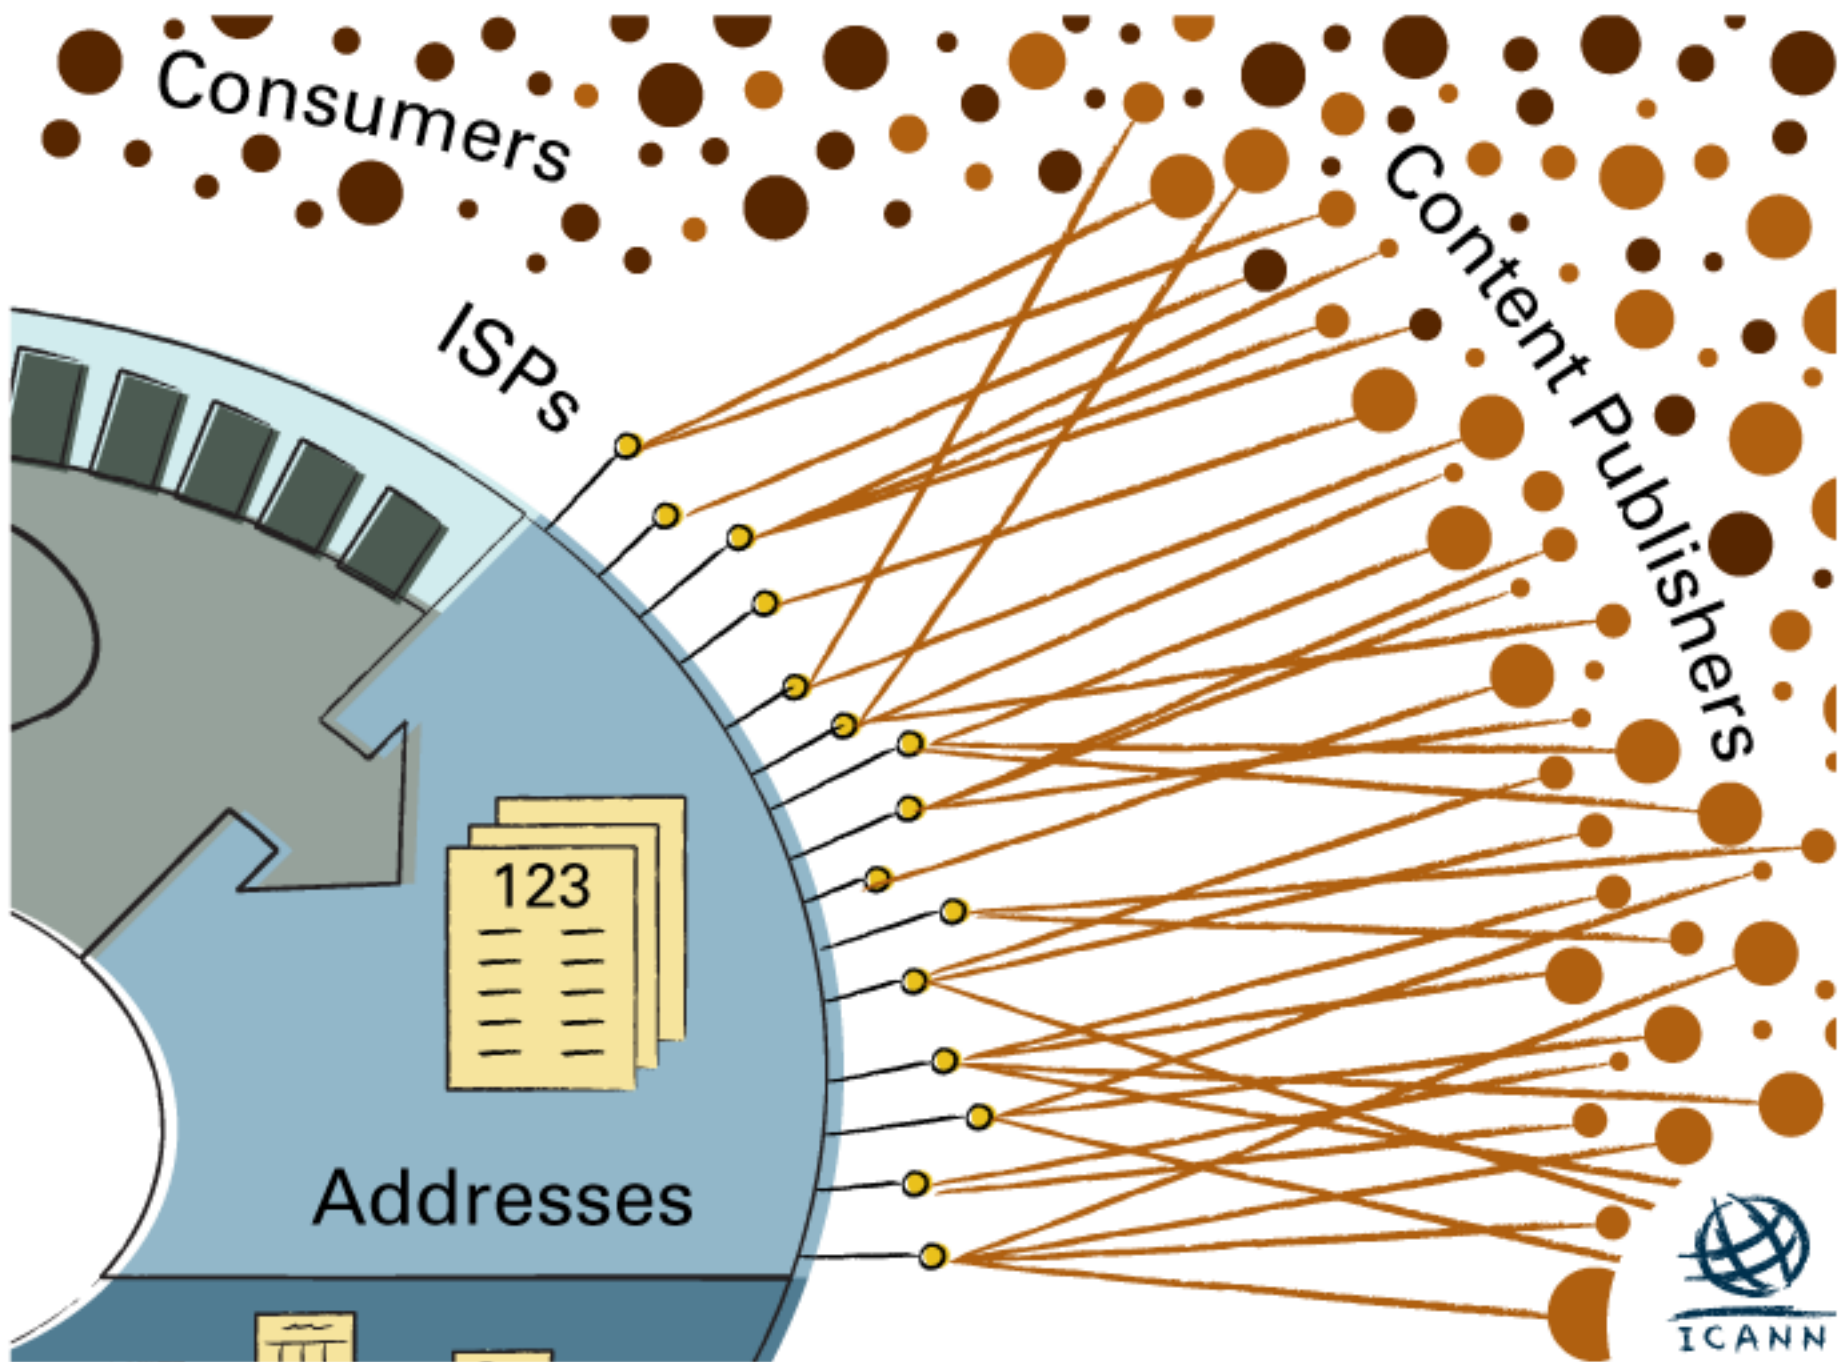 Consumers
Content Publishers
ISPs
123
Addresses
ICANN